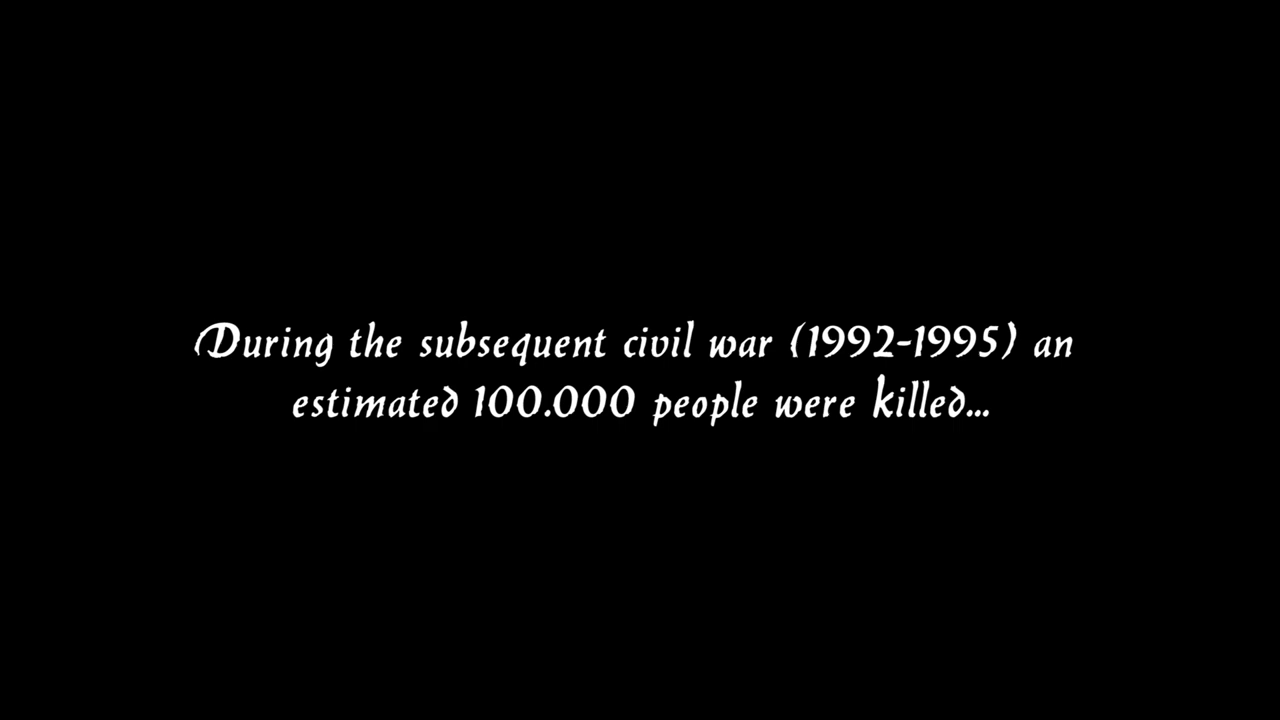 During the subsequent civil war (1992-1995) an
estimated 100.000 people were killed...